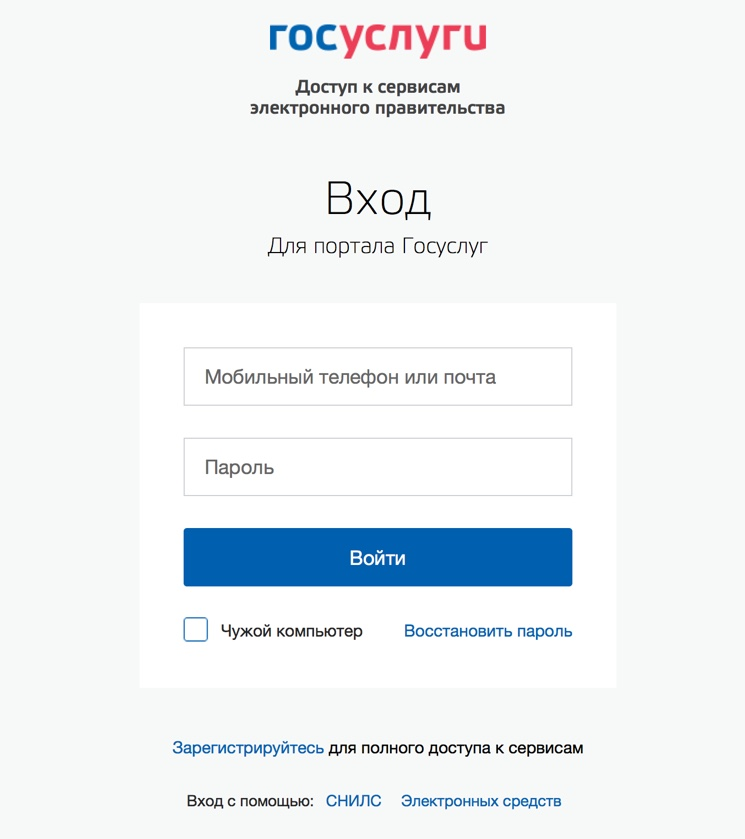 госуслуги
Доступ к сервисам
электронного правительства
Вход
Для портала Госуслуг
Мобильный телефон или почта
Пароль
Войти
Чужой компьютер Восстановить пароль
Зарегистрируйтесь для полного доступа к сервисам
Вход с помощью: СНИЛС Электронных средств